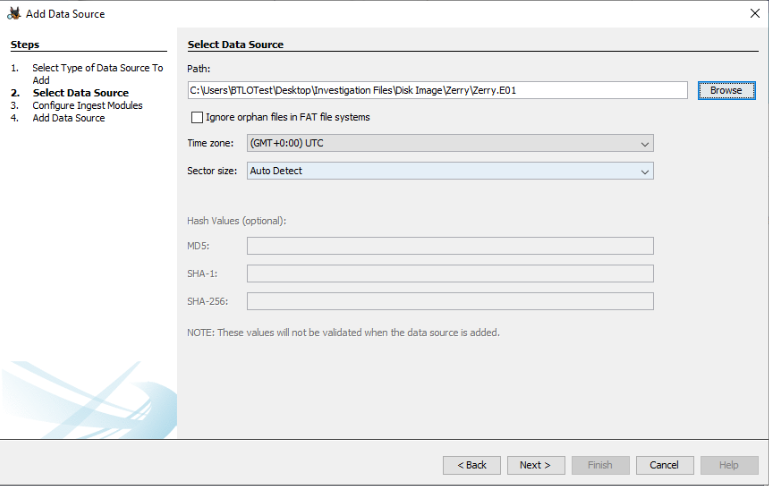 Add Data Source
Steps
1. Select Type of Data Source To
Add
2. Select Data Source
3. Configure Ingest Modules
4. Add Data Source
Select Data Source
Path:
C:\Users\BTLOTest\Desktop\Investigation Files\Disk Image\Zerry\Zerry.E01
Browse
Ignore orphan files in FAT file systems
Time zone: (GMT+0:00) UTC
Sector size: Auto Detect
Hash Values (optional):
MD5:
SHA-1:
SHA-256:
NOTE: These values will not be validated when the data source is added.
< Back Next > Finish Cancel Help